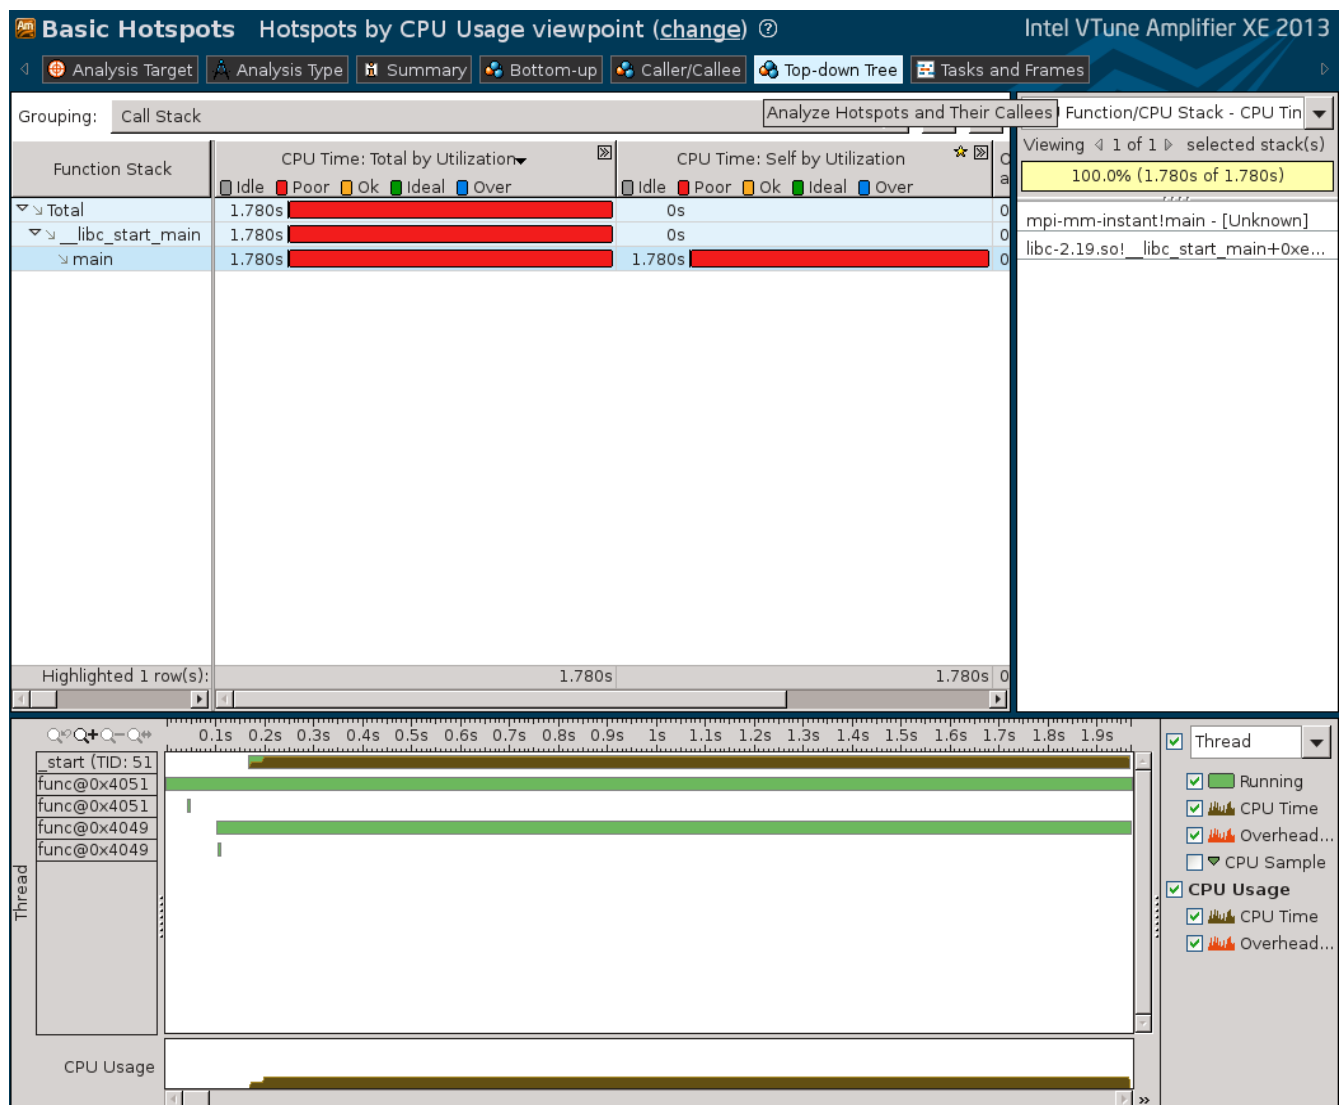 Basic Hotspots Hotspots by CPU Usage viewpoint (change) ? Intel VTune Amplifier XE 2013
Analysis Target Analysis Type Summary Bottom-up Caller/Callee Top-down Tree Tasks and Frames
Grouping: Call Stack
Analyze Hotspots and Their Callees
Function/CPU Stack - CPU Tin
Viewing 1 of 1 selected stack(s)
100.0% (1.780s of 1.780s)
mpi-mm-instant!main - [Unknown]
libc-2.19.so!__libc_start_main+0xe...
Function Stack CPU Time: Total by Utilization CPU Time: Self by Utilization
Idle Poor Ok Ideal Over Idle Poor Ok Ideal Over
Total 1.780s 0s 0
__libc_start_main 1.780s 0s 0
main 1.780s 1.780s 0
Highlighted 1 row(s): 1.780s 1.780s 0
0.1s 0.2s 0.3s 0.4s 0.5s 0.6s 0.7s 0.8s 0.9s 1s 1.1s 1.2s 1.3s 1.4s 1.5s 1.6s 1.7s 1.8s 1.9s
Thread
_start (TID: 51
func@0x4051
func@0x4051
func@0x4049
func@0x4049
CPU Usage
Thread
Running
CPU Time
Overhead...
CPU Sample
CPU Usage
CPU Time
Overhead...